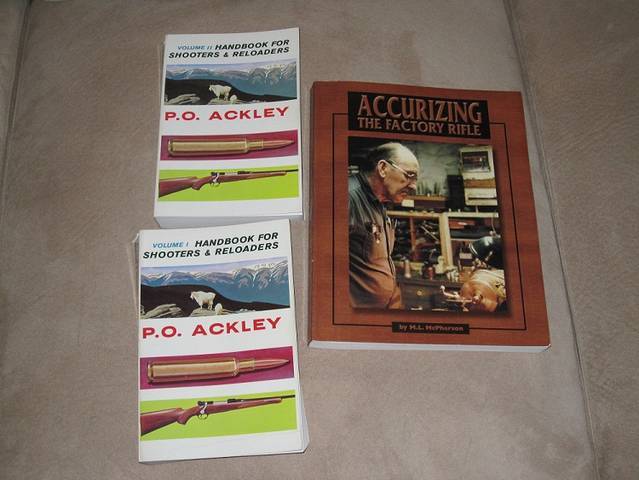 VOLUME II HANDBOOK FOR
SHOOTERS & RELOADERS
P.O. ACKLEY
VOLUME I HANDBOOK FOR
SHOOTERS & RELOADERS
P.O. ACKLEY
ACCURIZING
THE FACTORY RIFLE
by M.L. McPherson